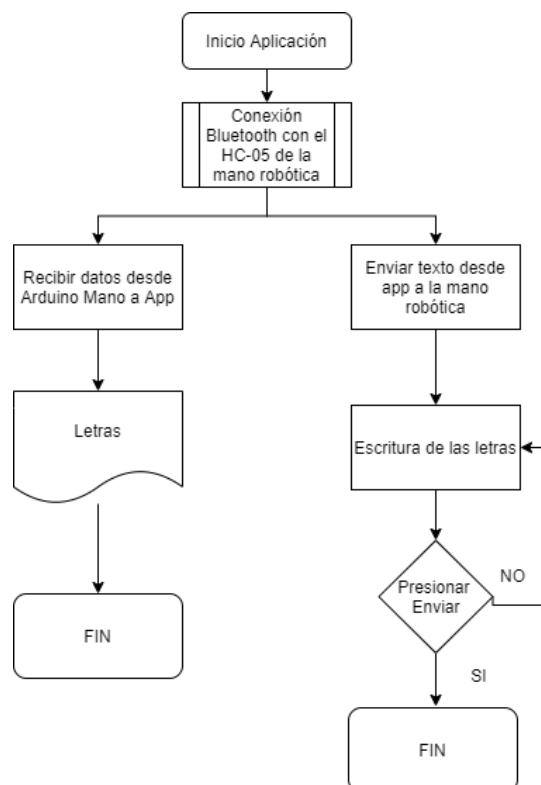 Inicio Aplicación
Conexión
Bluetooth con el
HC-05 de la
mano robótica
Recibir datos desde
Arduino Mano a App
Enviar texto desde
app a la mano
robótica
Letras
Escritura de las letras
Presionar
Enviar
NO
SI
FIN
FIN